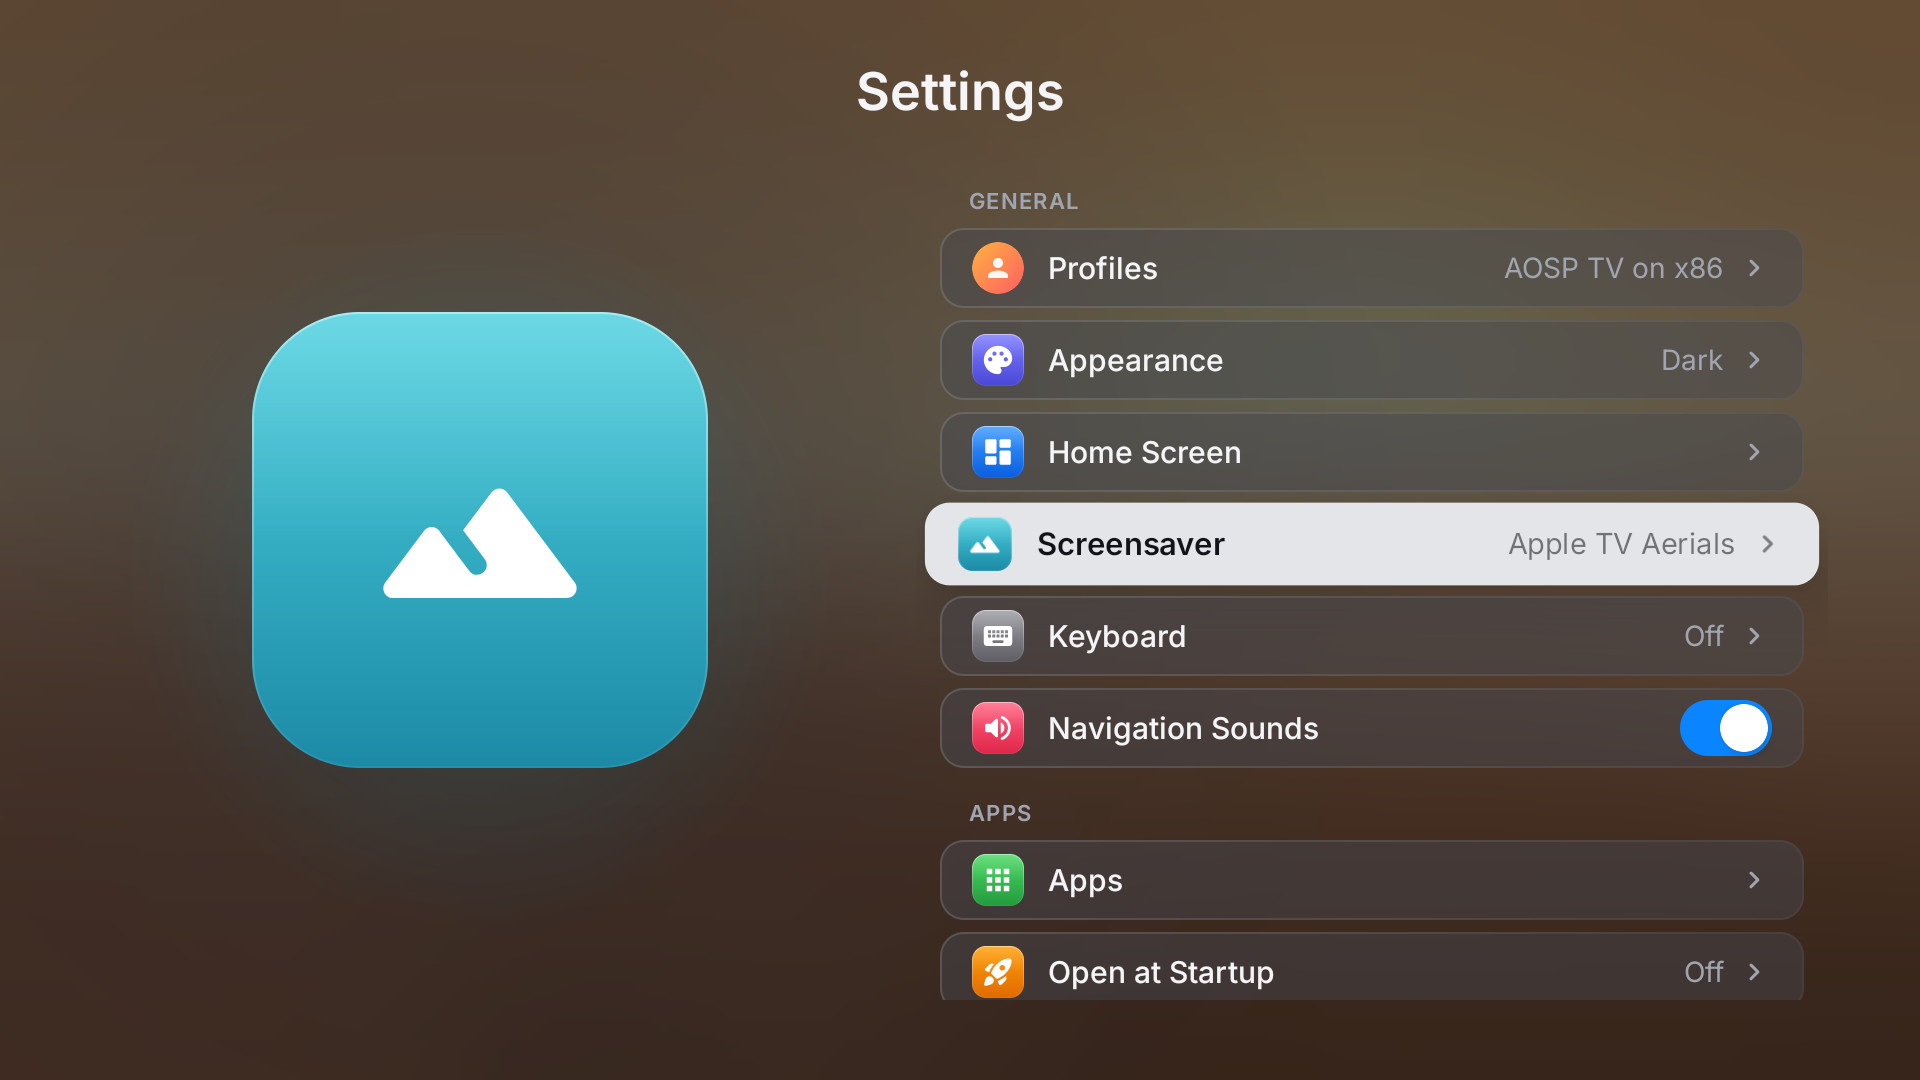 Settings
GENERAL
Profiles AOSP TV on x86
Appearance Dark
Home Screen
Screensaver Apple TV Aerials
Keyboard Off
Navigation Sounds
APPS
Apps
Open at Startup Off